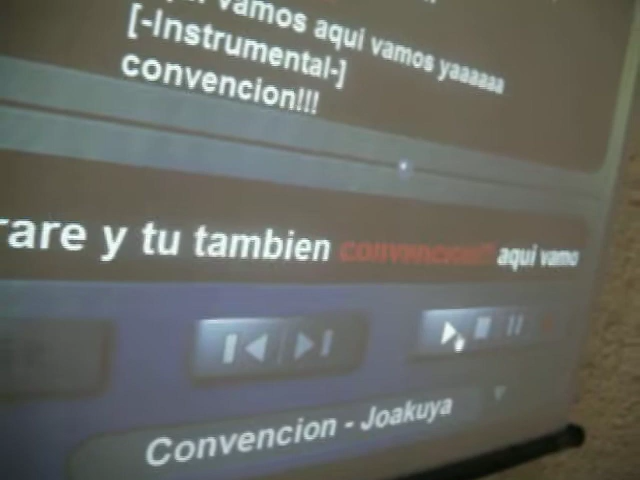 vamos aqui vamos yaaaaaa
[-Instrumental-]
convencion!!!
rare y tu tambien convencion!!! aqui vamo
Convencion - Joakuya